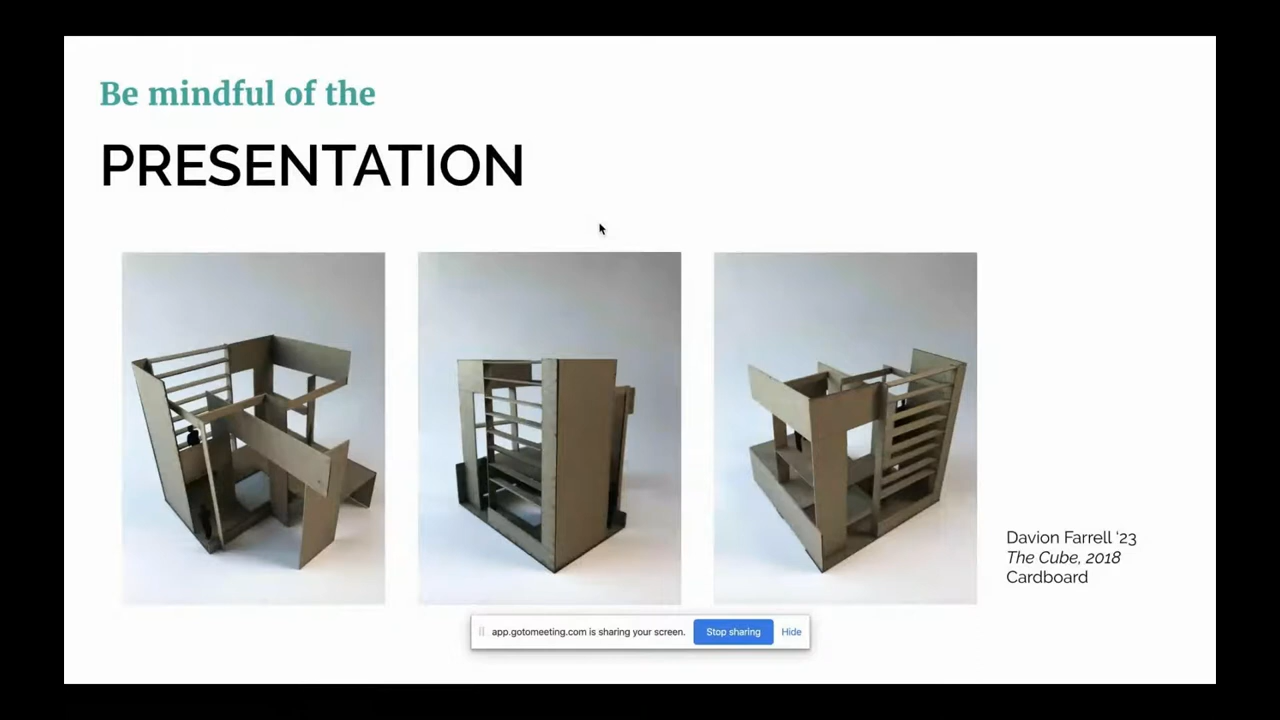 Be mindful of the
PRESENTATION
Davion Farrell ‘23
The Cube, 2018
Cardboard
app.gotomeeting.com is sharing your screen.
Stop sharing
Hide